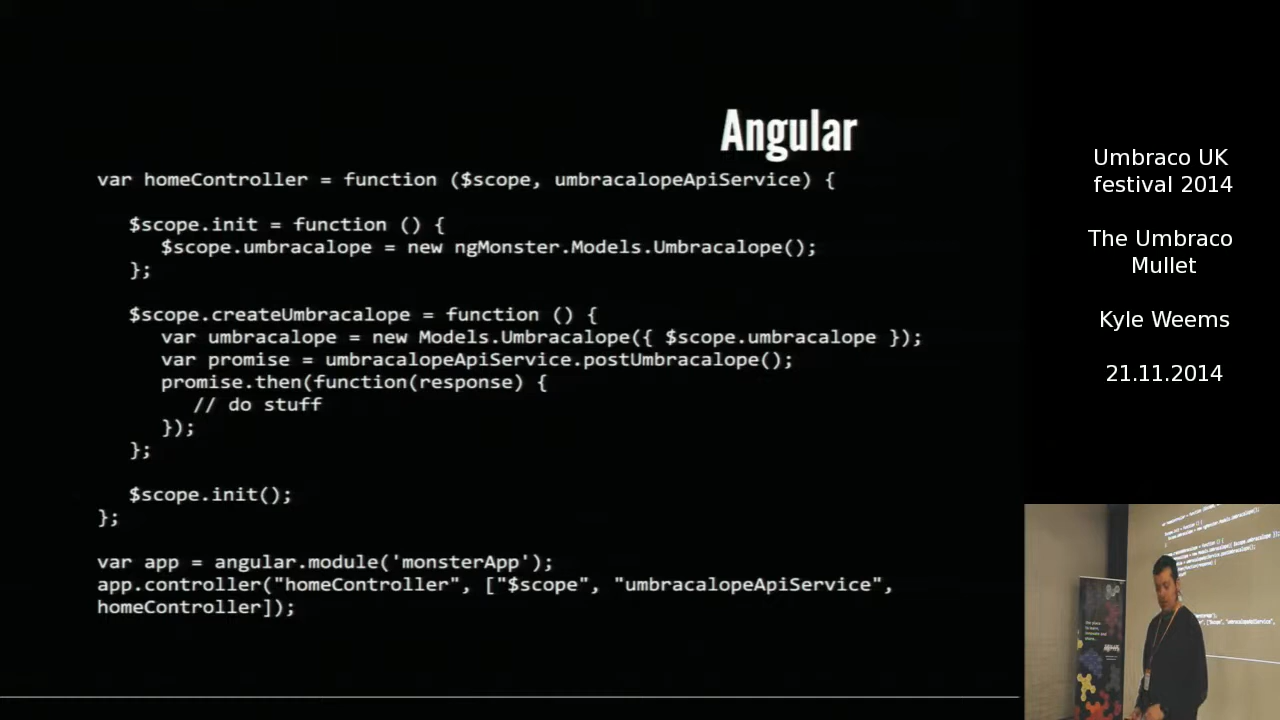 Angular
var homeController = function ($scope, umbracalopeApiService) {
$scope.init = function () {
$scope.umbracalope = new ngMonster.Models.Umbracalope();
};
$scope.createUmbracalope = function () {
var umbracalope = new Models.Umbracalope({ $scope.umbracalope });
var promise = umbracalopeApiService.postUmbracalope();
promise.then(function(response) {
// do stuff
});
};
$scope.init();
};
var app = angular.module('monsterApp');
app.controller("homeController", ["$scope", "umbracalopeApiService",
homeController]);
Umbraco UK
festival 2014
The Umbraco
Mullet
Kyle Weems
21.11.2014